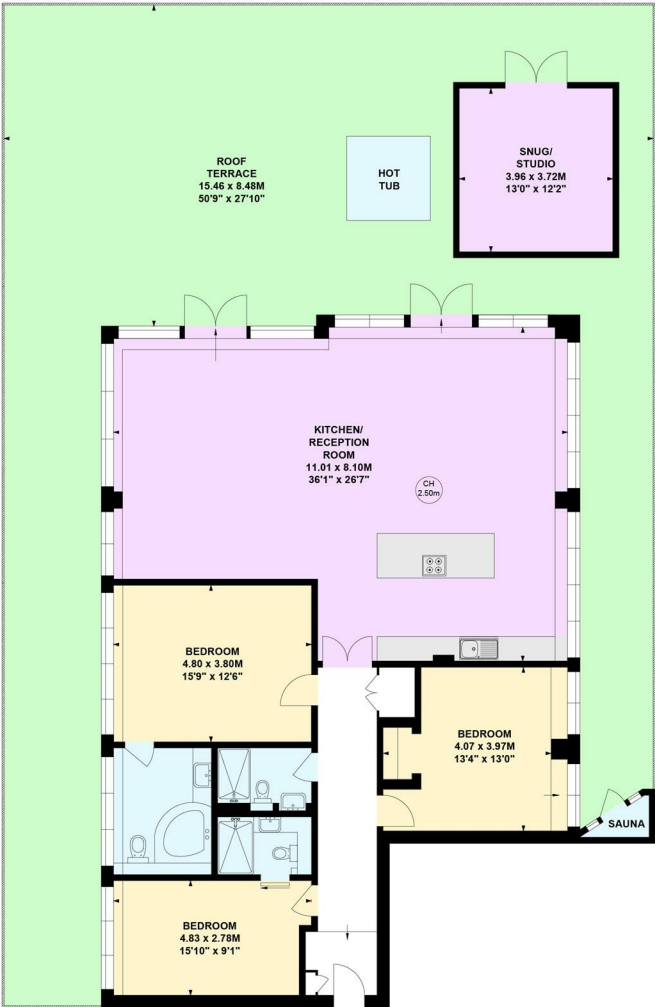 ROOF
TERRACE
15.46 x 8.48M
50'9" x 27'10"
HOT
TUB
SNUG/
STUDIO
3.96 x 3.72M
13'0" x 12'2"
KITCHEN/
RECEPTION
ROOM
11.01 x 8.10M
36'1" x 26'7"
CH
2.50m
BEDROOM
4.80 x 3.80M
15'9" x 12'6"
BEDROOM
4.07 x 3.97M
13'4" x 13'0"
SAUNA
BEDROOM
4.83 x 2.78M
15'10" x 9'1"